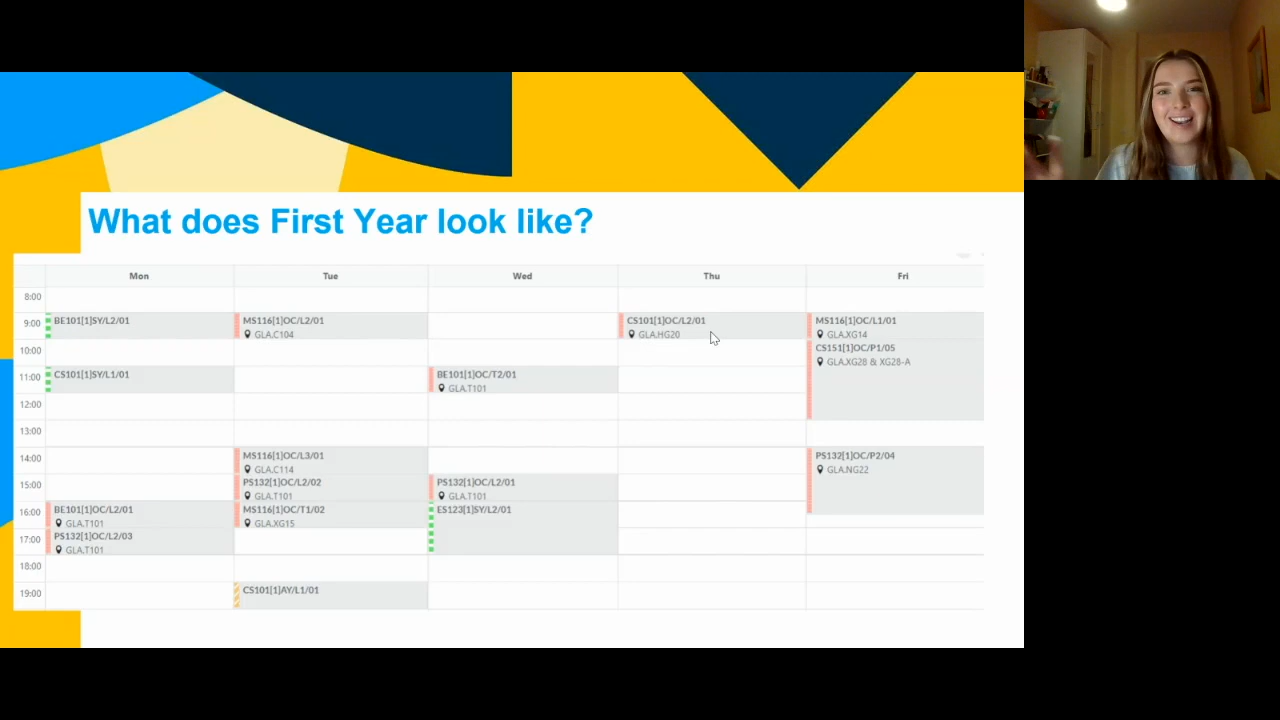 What does First Year look like?
Mon Tue Wed Thu Fri
8:00
9:00
BE101[1]SY/L2/01
MS116[1]OC/L2/01
GLA.C104
CS101[1]OC/L2/01
GLA.HG20
MS116[1]OC/L1/01
GLA.XG14
10:00
CS151[1]OC/P1/05
GLA.XG28 & XG28-A
11:00
CS101[1]SY/L1/01
BE101[1]OC/T2/01
GLA.T101
12:00
13:00
14:00
MS116[1]OC/L3/01
GLA.C114
PS132[1]OC/P2/04
GLA.NG22
15:00
PS132[1]OC/L2/02
GLA.T101
PS132[1]OC/L2/01
GLA.T101
16:00
BE101[1]OC/L2/01
GLA.T101
MS116[1]OC/T1/02
GLA.XG15
ES123[1]SY/L2/01
17:00
PS132[1]OC/L2/03
GLA.T101
18:00
19:00
CS101[1]AY/L1/01